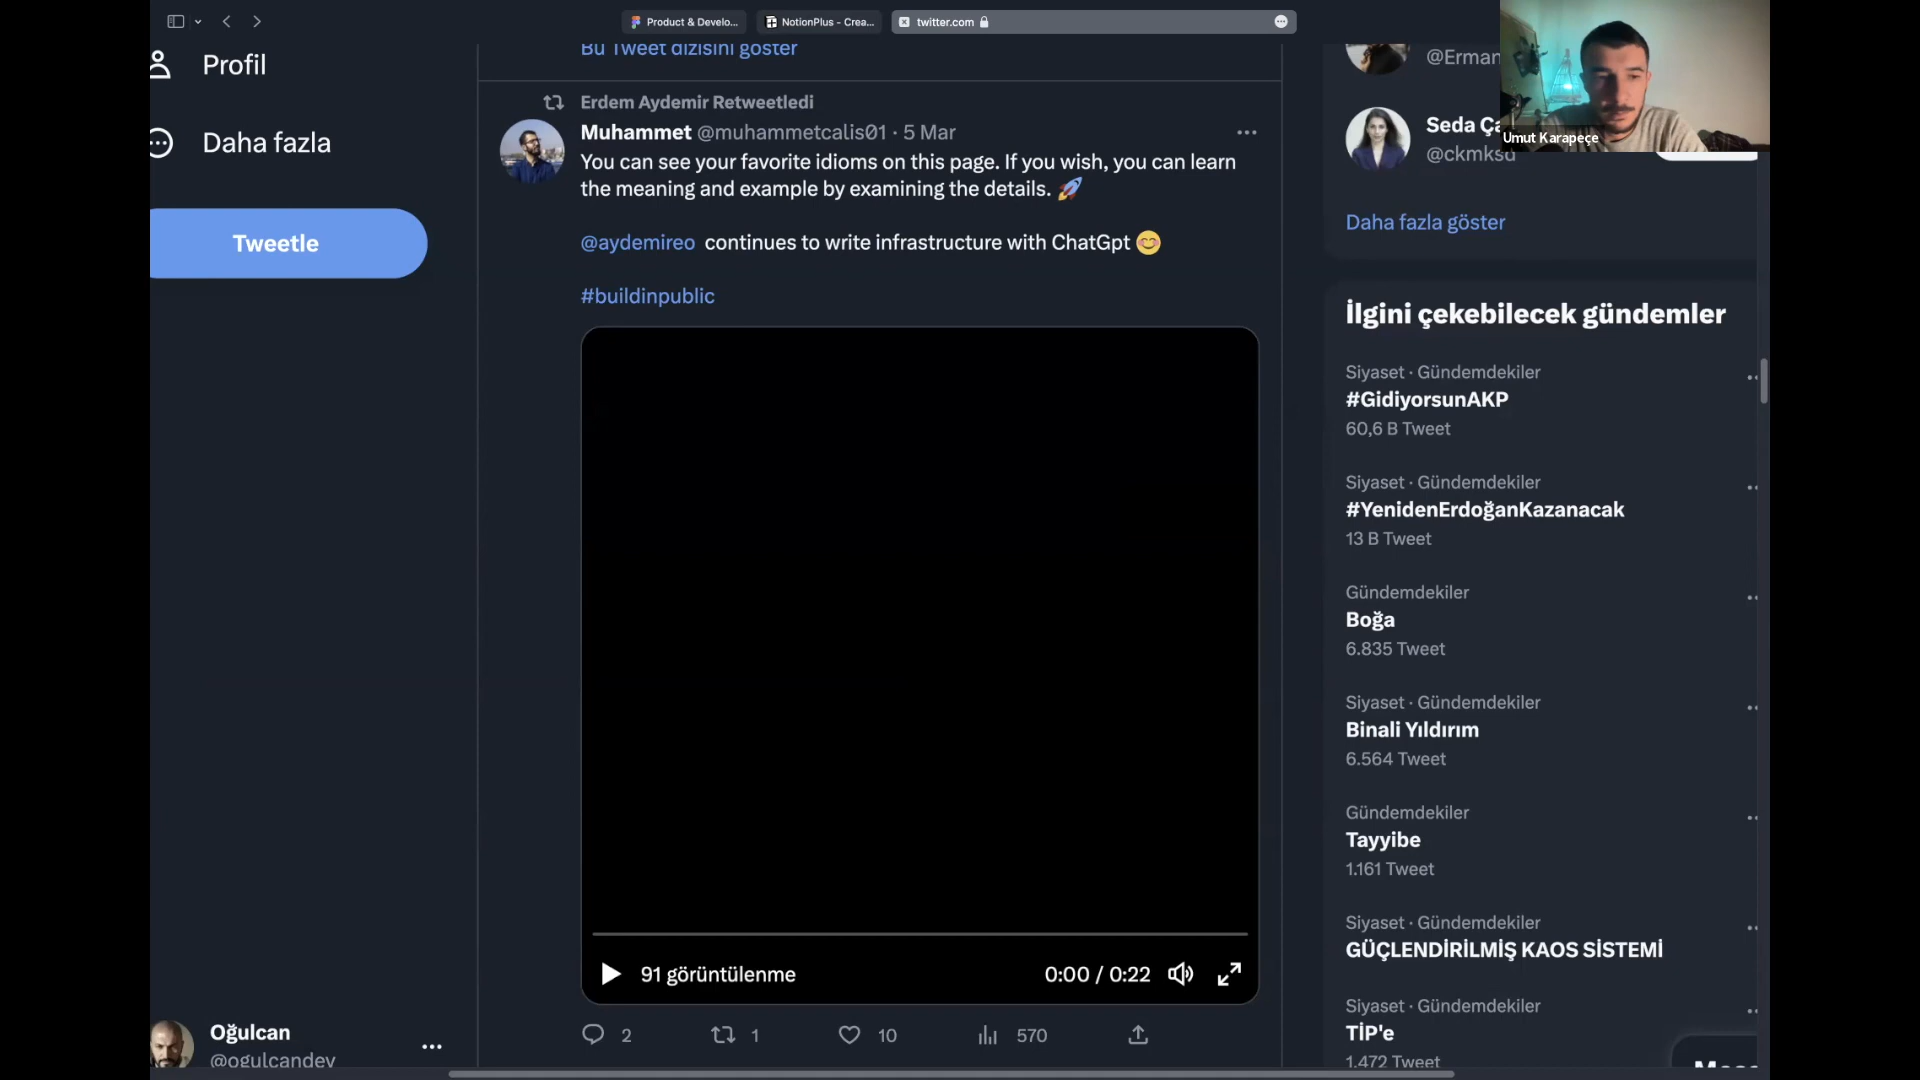 Product & Develo...
NotionPlus - Crea...
twitter.com
Profil
Daha fazla
Tweetle
Oğulcan
@ogulcandev
Bu Tweet dizisini göster
Erdem Aydemir Retweetledi
Muhammet @muhammetcalis01 · 5 Mar
You can see your favorite idioms on this page. If you wish, you can learn
the meaning and example by examining the details. 🚀
@aydemireo continues to write infrastructure with ChatGpt 😊
#buildinpublic
91 görüntülenme
0:00 / 0:22
2
1
10
570
@Erman
Seda Ça
@ckmksd
Umut Karapeçe
Daha fazla göster
İlgini çekebilecek gündemler
Siyaset · Gündemdekiler
#GidiyorsunAKP
60,6 B Tweet
Siyaset · Gündemdekiler
#YenidenErdoğanKazanacak
13 B Tweet
Gündemdekiler
Boğa
6.835 Tweet
Siyaset · Gündemdekiler
Binali Yıldırım
6.564 Tweet
Gündemdekiler
Tayyibe
1.161 Tweet
Siyaset · Gündemdekiler
GÜÇLENDİRİLMİŞ KAOS SİSTEMİ
Siyaset · Gündemdekiler
TİP'e
1.472 Tweet